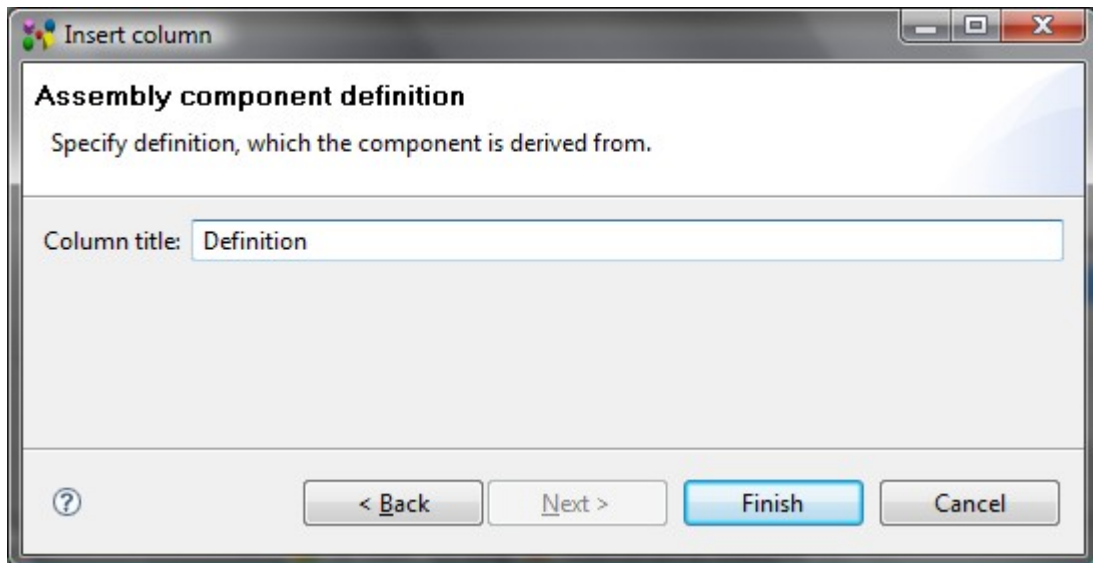 Insert column
Assembly component definition
Specify definition, which the component is derived from.
Column title: Definition
? < Back Next > Finish Cancel